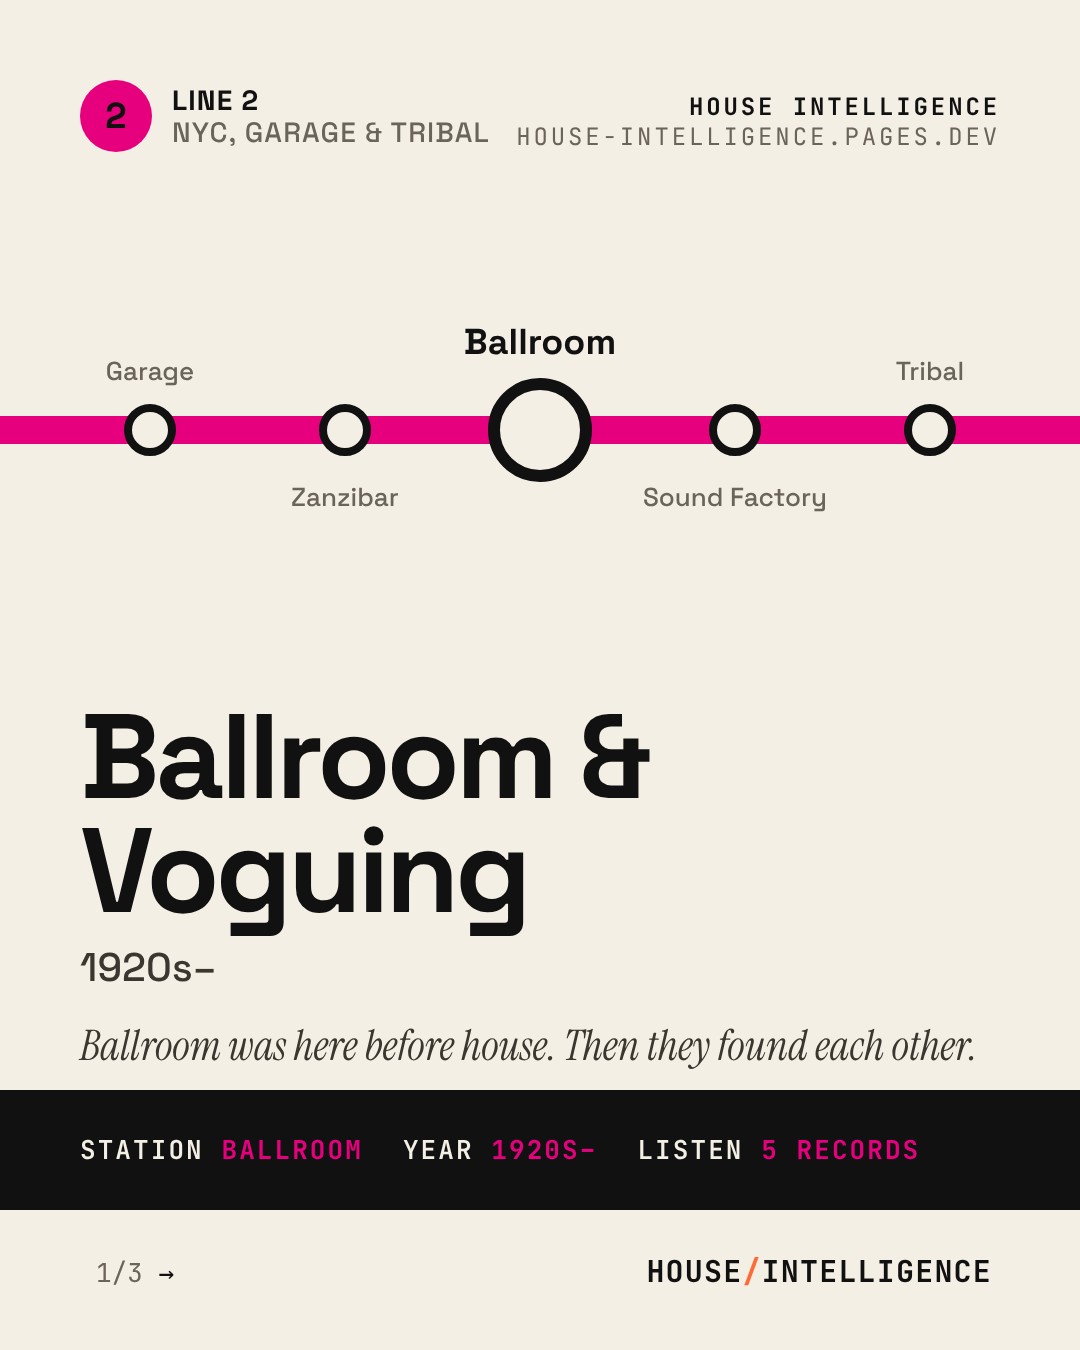 2
LINE 2
NYC, GARAGE & TRIBAL
HOUSE INTELLIGENCE
HOUSE-INTELLIGENCE.PAGES.DEV
Ballroom
Garage
Tribal
Zanzibar
Sound Factory
Ballroom &
Voguing
1920s–
Ballroom was here before house. Then they found each other.
STATION BALLROOM YEAR 1920S– LISTEN 5 RECORDS
1/3 →
HOUSE/INTELLIGENCE